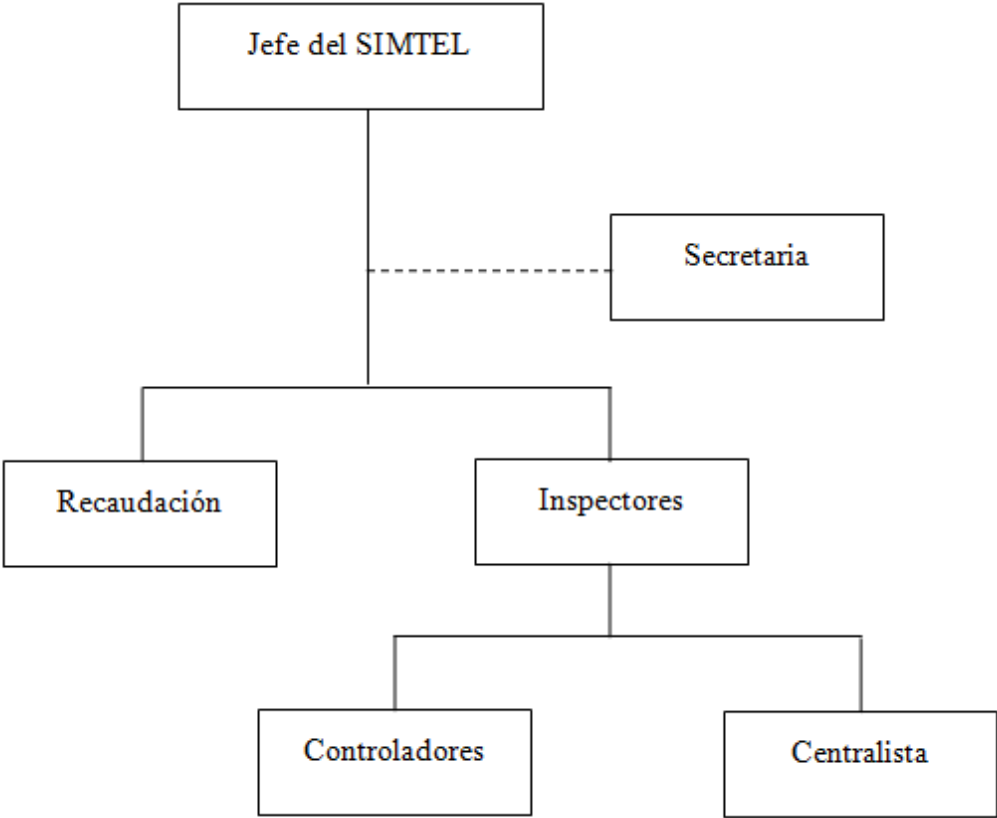 Jefe del SIMTEL
Secretaria
Recaudación
Inspectores
Controladores
Centralista